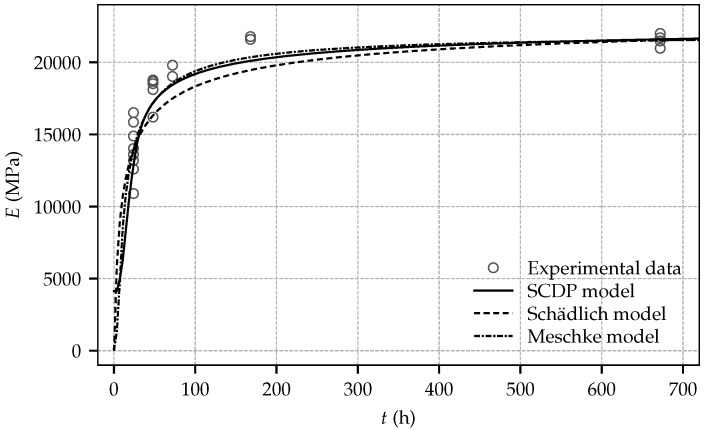 20000
15000
10000
5000
0
E (MPa)
Experimental data
SCDP model
Schädlich model
Meschke model
0 100 200 300 400 500 600 700
t (h)